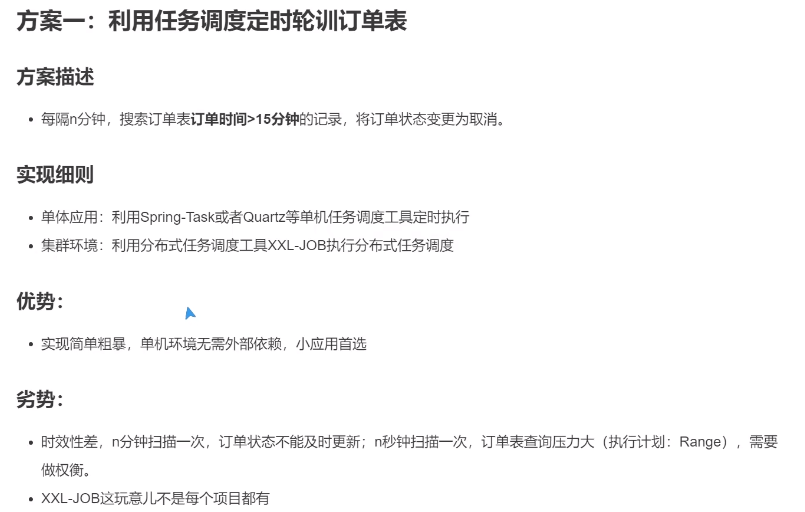 方案一：利用任务调度定时轮训订单表
方案描述
• 每隔n分钟，搜索订单表订单时间>15分钟的记录，将订单状态变更为取消。
实现细则
• 单体应用：利用Spring-Task或者Quartz等单机任务调度工具定时执行
• 集群环境：利用分布式任务调度工具XXL-JOB执行分布式任务调度
优势：
• 实现简单粗暴，单机环境无需外部依赖，小应用首选
劣势：
• 时效性差，n分钟扫描一次，订单状态不能及时更新；n秒钟扫描一次，订单表查询压力大（执行计划：Range），需要
做权衡。
• XXL-JOB这玩意儿不是每个项目都有